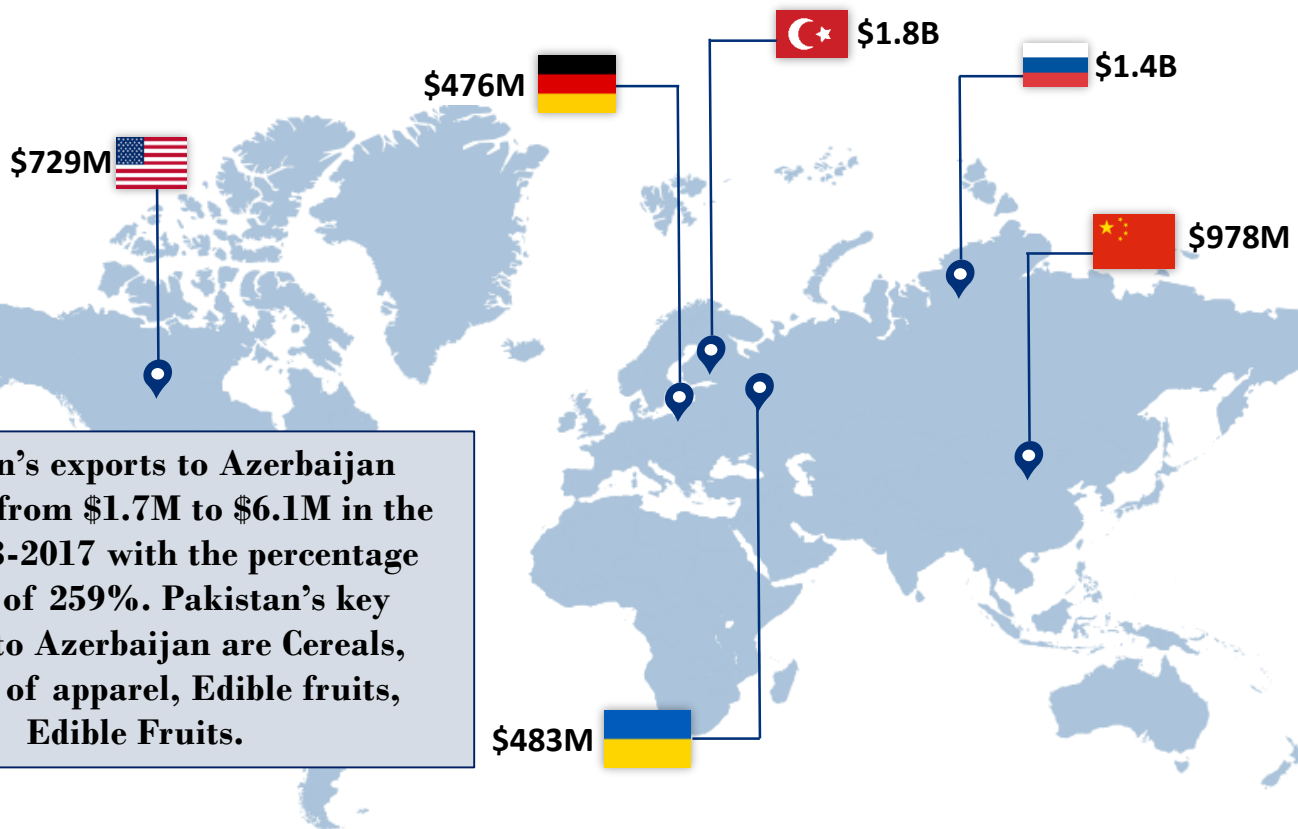 $1.8B
$1.4B
$476M
$729M
$978M
n’s exports to Azerbaijan
from $1.7M to $6.1M in the
3-2017 with the percentage
of 259%. Pakistan’s key
to Azerbaijan are Cereals,
of apparel, Edible fruits,
Edible Fruits.
$483M